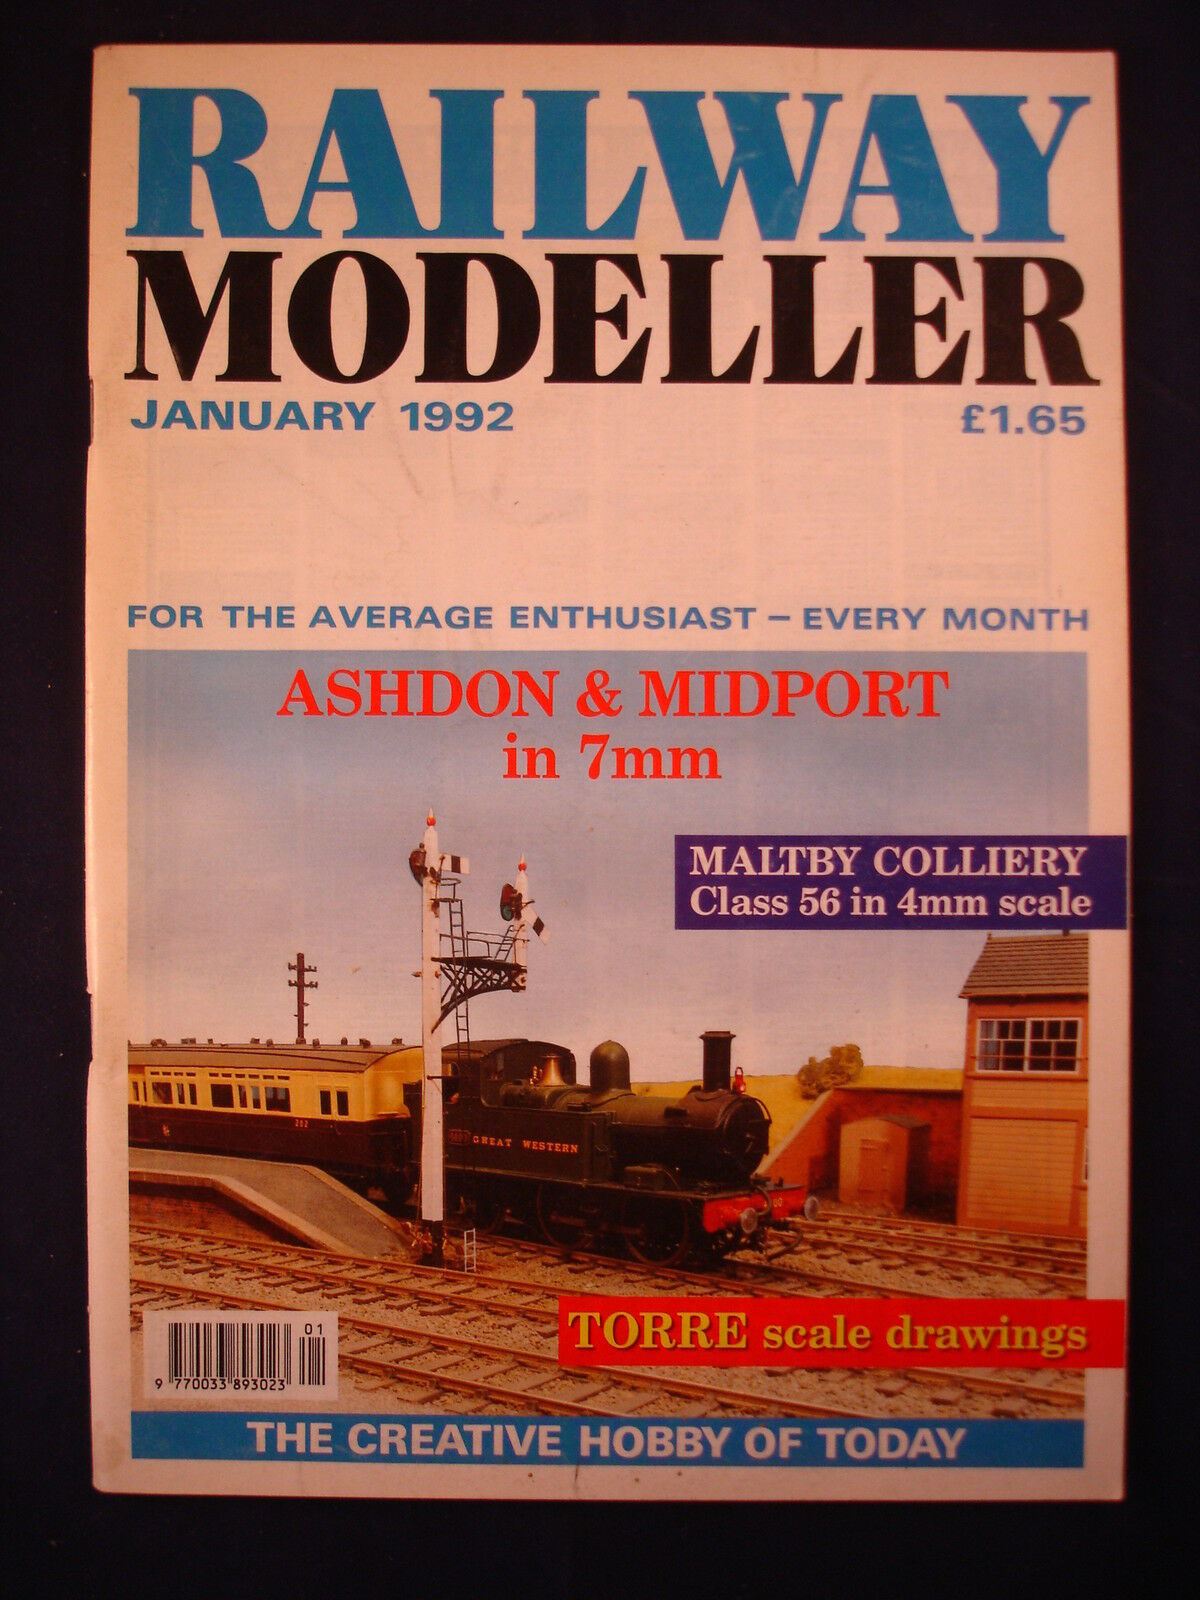 RAILWAY
MODELLER
JANUARY 1992 £1.65
FOR THE AVERAGE ENTHUSIAST – EVERY MONTH
ASHDON & MIDPORT
in 7mm
MALTBY COLLIERY
Class 56 in 4mm scale
202
GREAT WESTERN
TORRE scale drawings
01
9 770033 893023
THE CREATIVE HOBBY OF TODAY